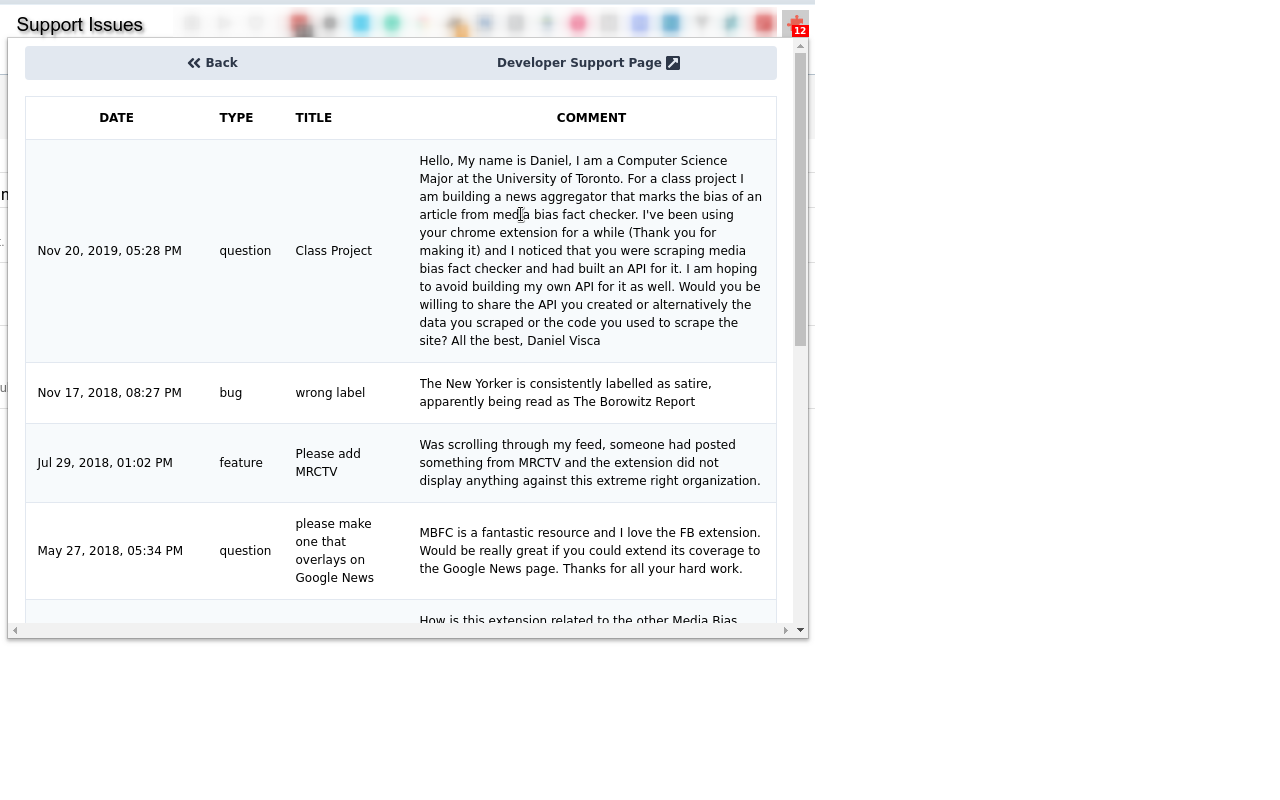 Support Issues
12
Back
Developer Support Page
DATE
TYPE
TITLE
COMMENT
Hello, My name is Daniel, I am a Computer Science
Major at the University of Toronto. For a class project I
am building a news aggregator that marks the bias of an
article from media bias fact checker. I've been using
your chrome extension for a while (Thank you for
Nov 20, 2019, 05:28 PM
question
Class Project
making it) and I noticed that you were scraping media
bias fact checker and had built an API for it. I am hoping
to avoid building my own API for it as well. Would you be
willing to share the API you created or alternatively the
data you scraped or the code you used to scrape the
site? All the best, Daniel Visca
Nov 17, 2018, 08:27 PM
bug
wrong label
The New Yorker is consistently labelled as satire,
apparently being read as The Borowitz Report
Jul 29, 2018, 01:02 PM
feature
Please add
MRCTV
Was scrolling through my feed, someone had posted
something from MRCTV and the extension did not
display anything against this extreme right organization.
May 27, 2018, 05:34 PM
question
please make
one that
overlays on
Google News
MBFC is a fantastic resource and I love the FB extension.
Would be really great if you could extend its coverage to
the Google News page. Thanks for all your hard work.
How is this extension related to the other Media Bias